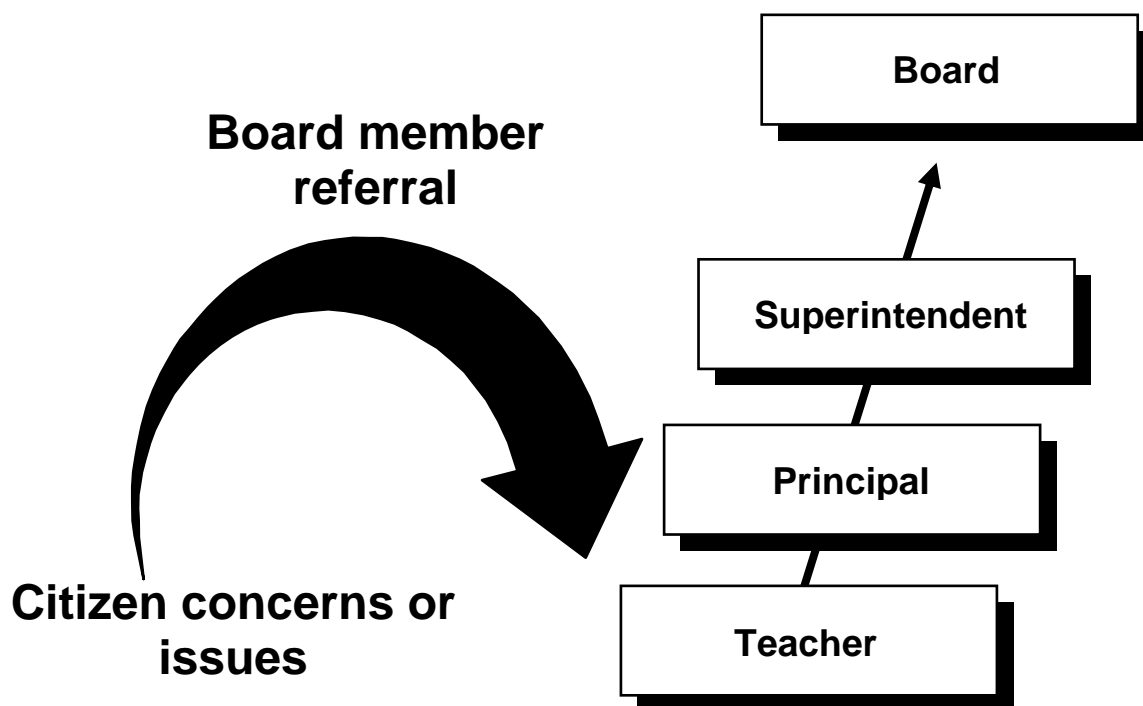 Board
Board member
referral
Superintendent
Principal
Citizen concerns or
issues
Teacher